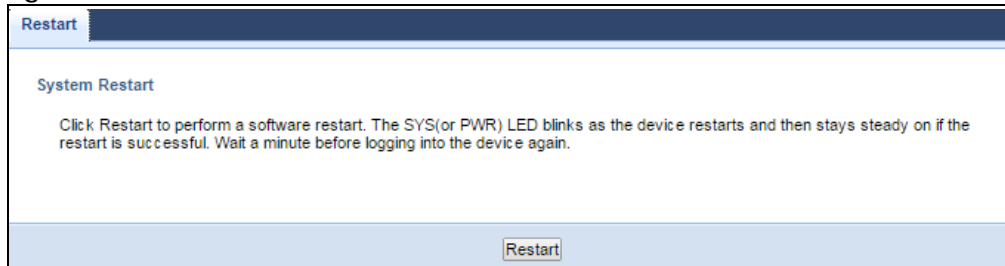 Restart
System Restart
Click Restart to perform a software restart. The SYS(or PWR) LED blinks as the device restarts and then stays steady on if the
restart is successful. Wait a minute before logging into the device again.
Restart